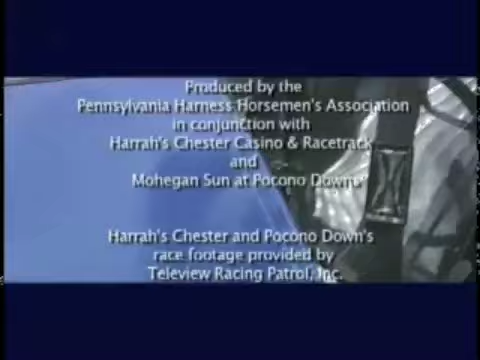 Produced by the
Pennsylvania Harness Horsemen's Association
in conjunction with
Harrah's Chester Casino & Racetrack
and
Mohegan Sun at Pocono Downs
Harrah's Chester and Pocono Down's
race footage provided by
Teleview Racing Patrol, Inc.